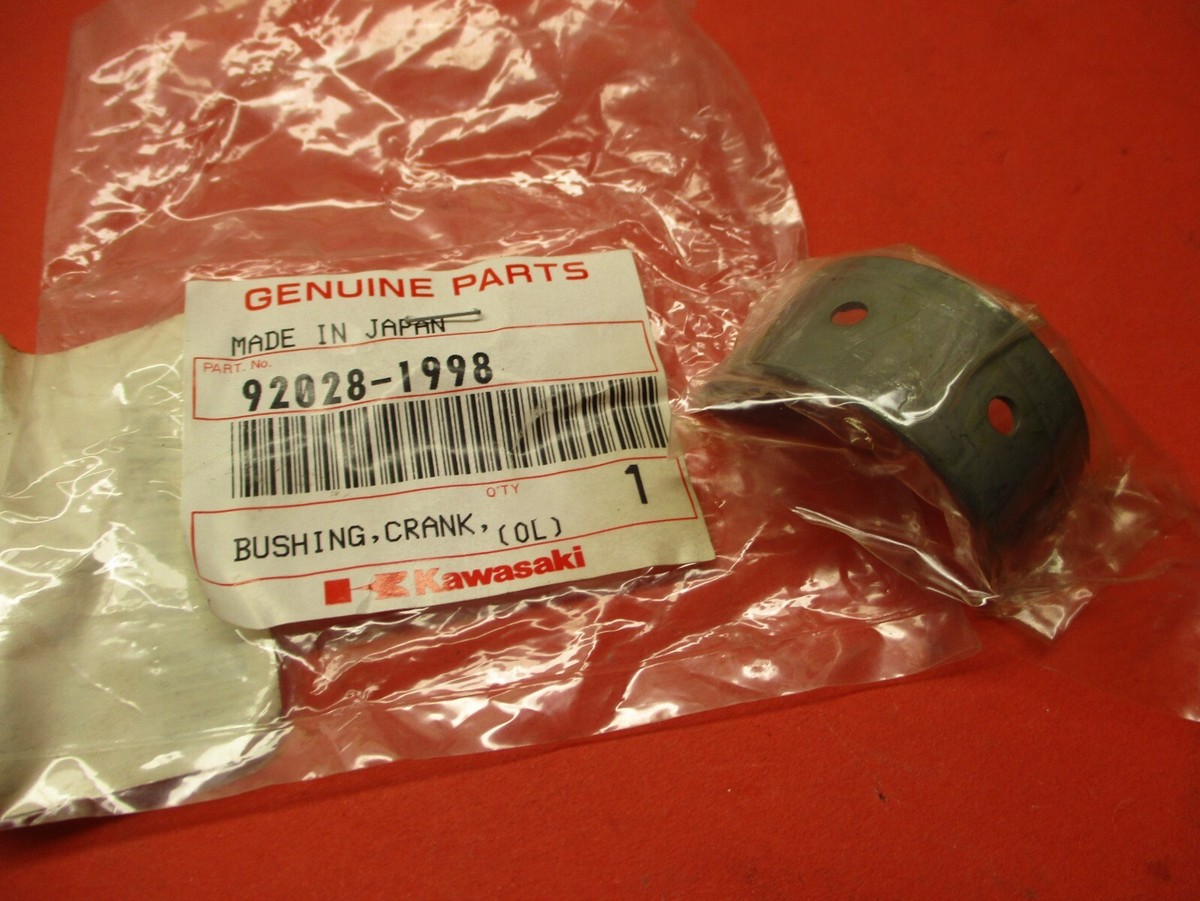 GENUINE PARTS
MADE IN JAPAN
PART. No.
92028-1998
Q'TY
1
BUSHING,CRANK,(OL)
Kawasaki